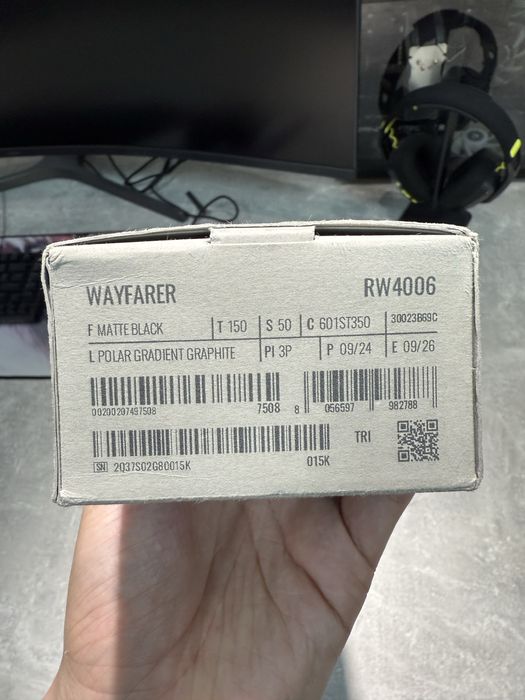 WAYFARER RW4006
F MATTE BLACK T 150 S 50 C 601ST350 30023B69C
L POLAR GRADIENT GRAPHITE PI 3P P 09/24 E 09/26
00200207497508 7508 8 056597 982788
TRI
SN 2Q37S02G80015K 015K